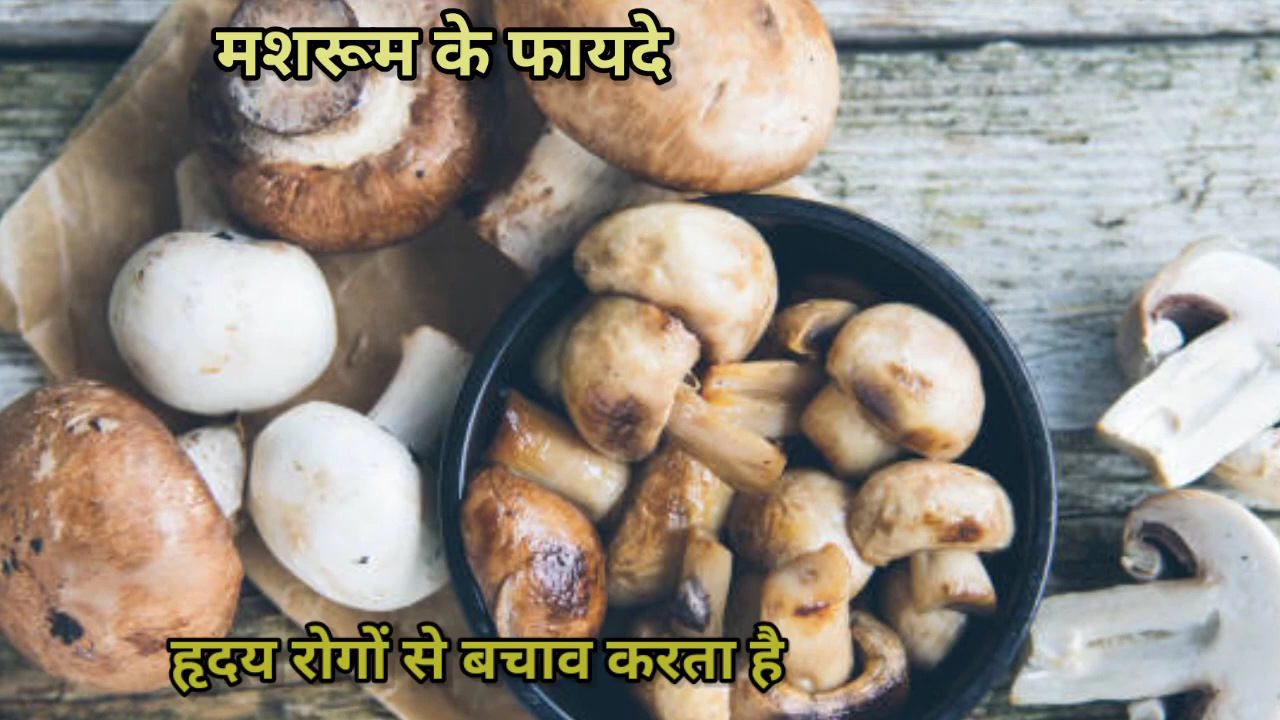 मशरूम के फायदे
हृदय रोगों से बचाव करता है